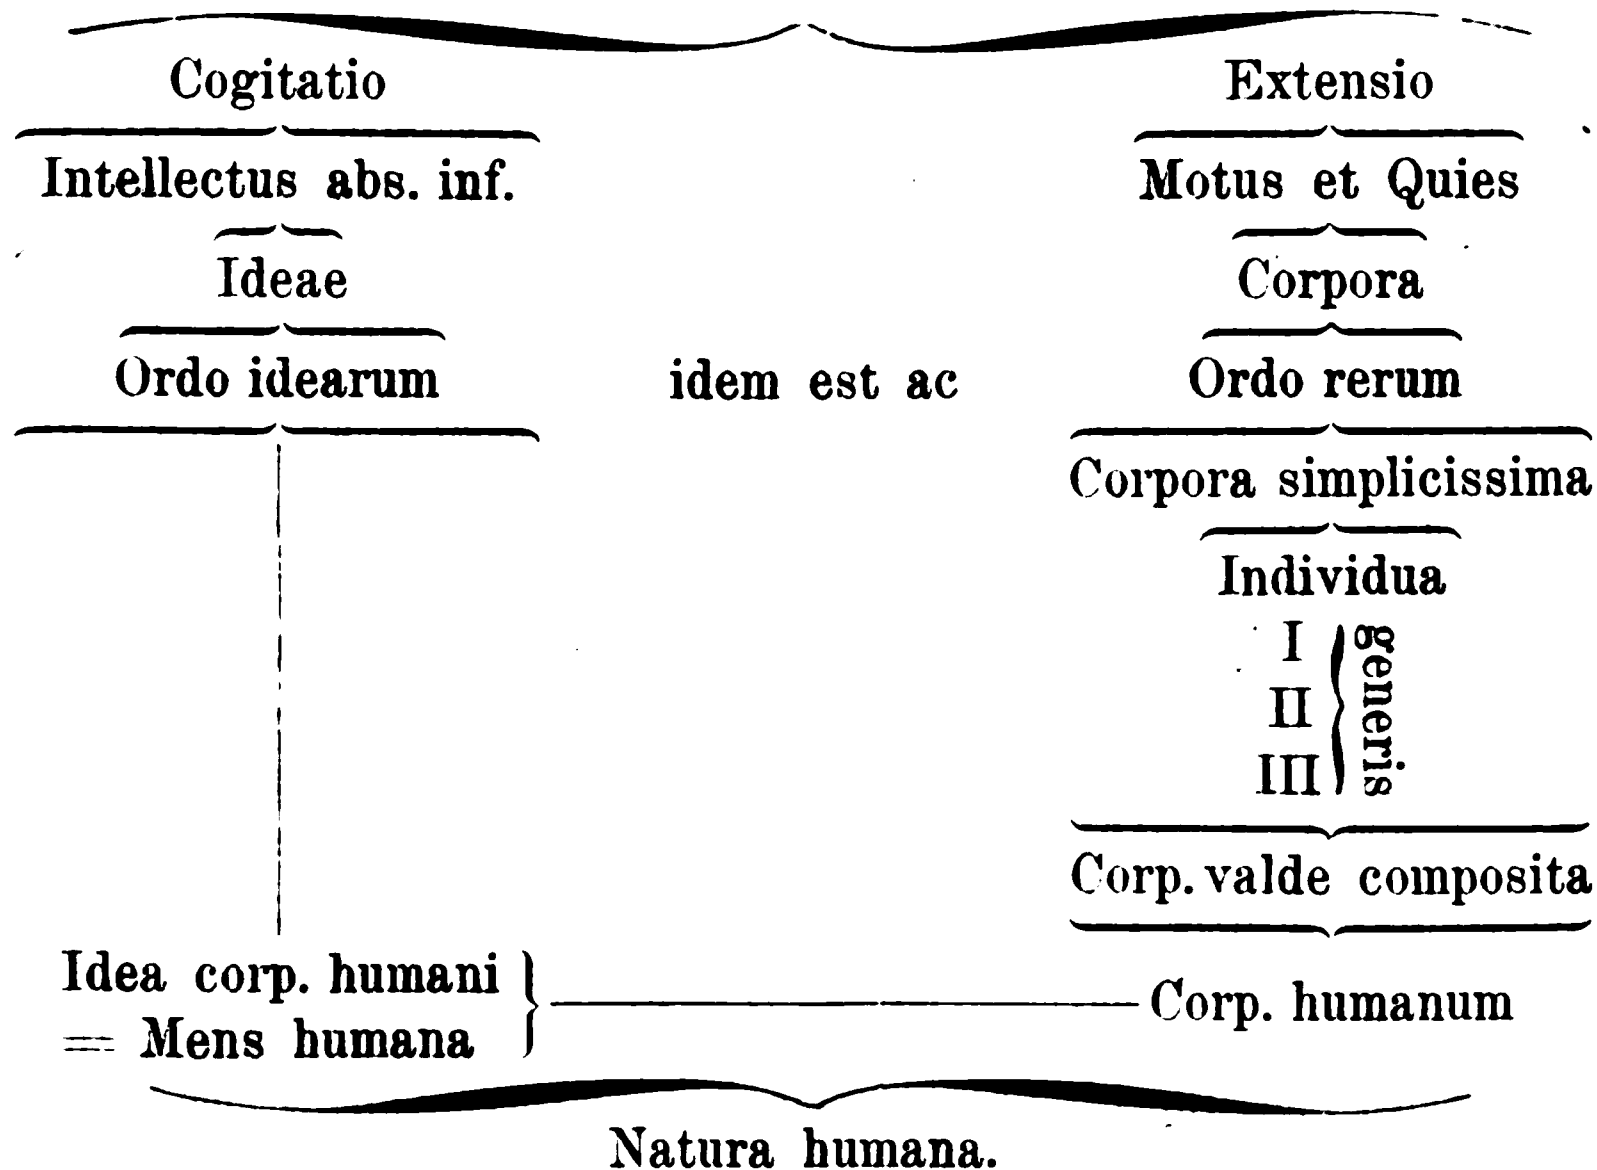 Cogitatio Extensio
Intellectus abs. inf. Motus et Quies
Ideae Corpora
Ordo idearum idem est ac Ordo rerum
Corpora simplicissima
Individua
I
II
III
generis
Corp. valde composita
Idea corp. humani
= Mens humana
Corp. humanum
Natura humana.